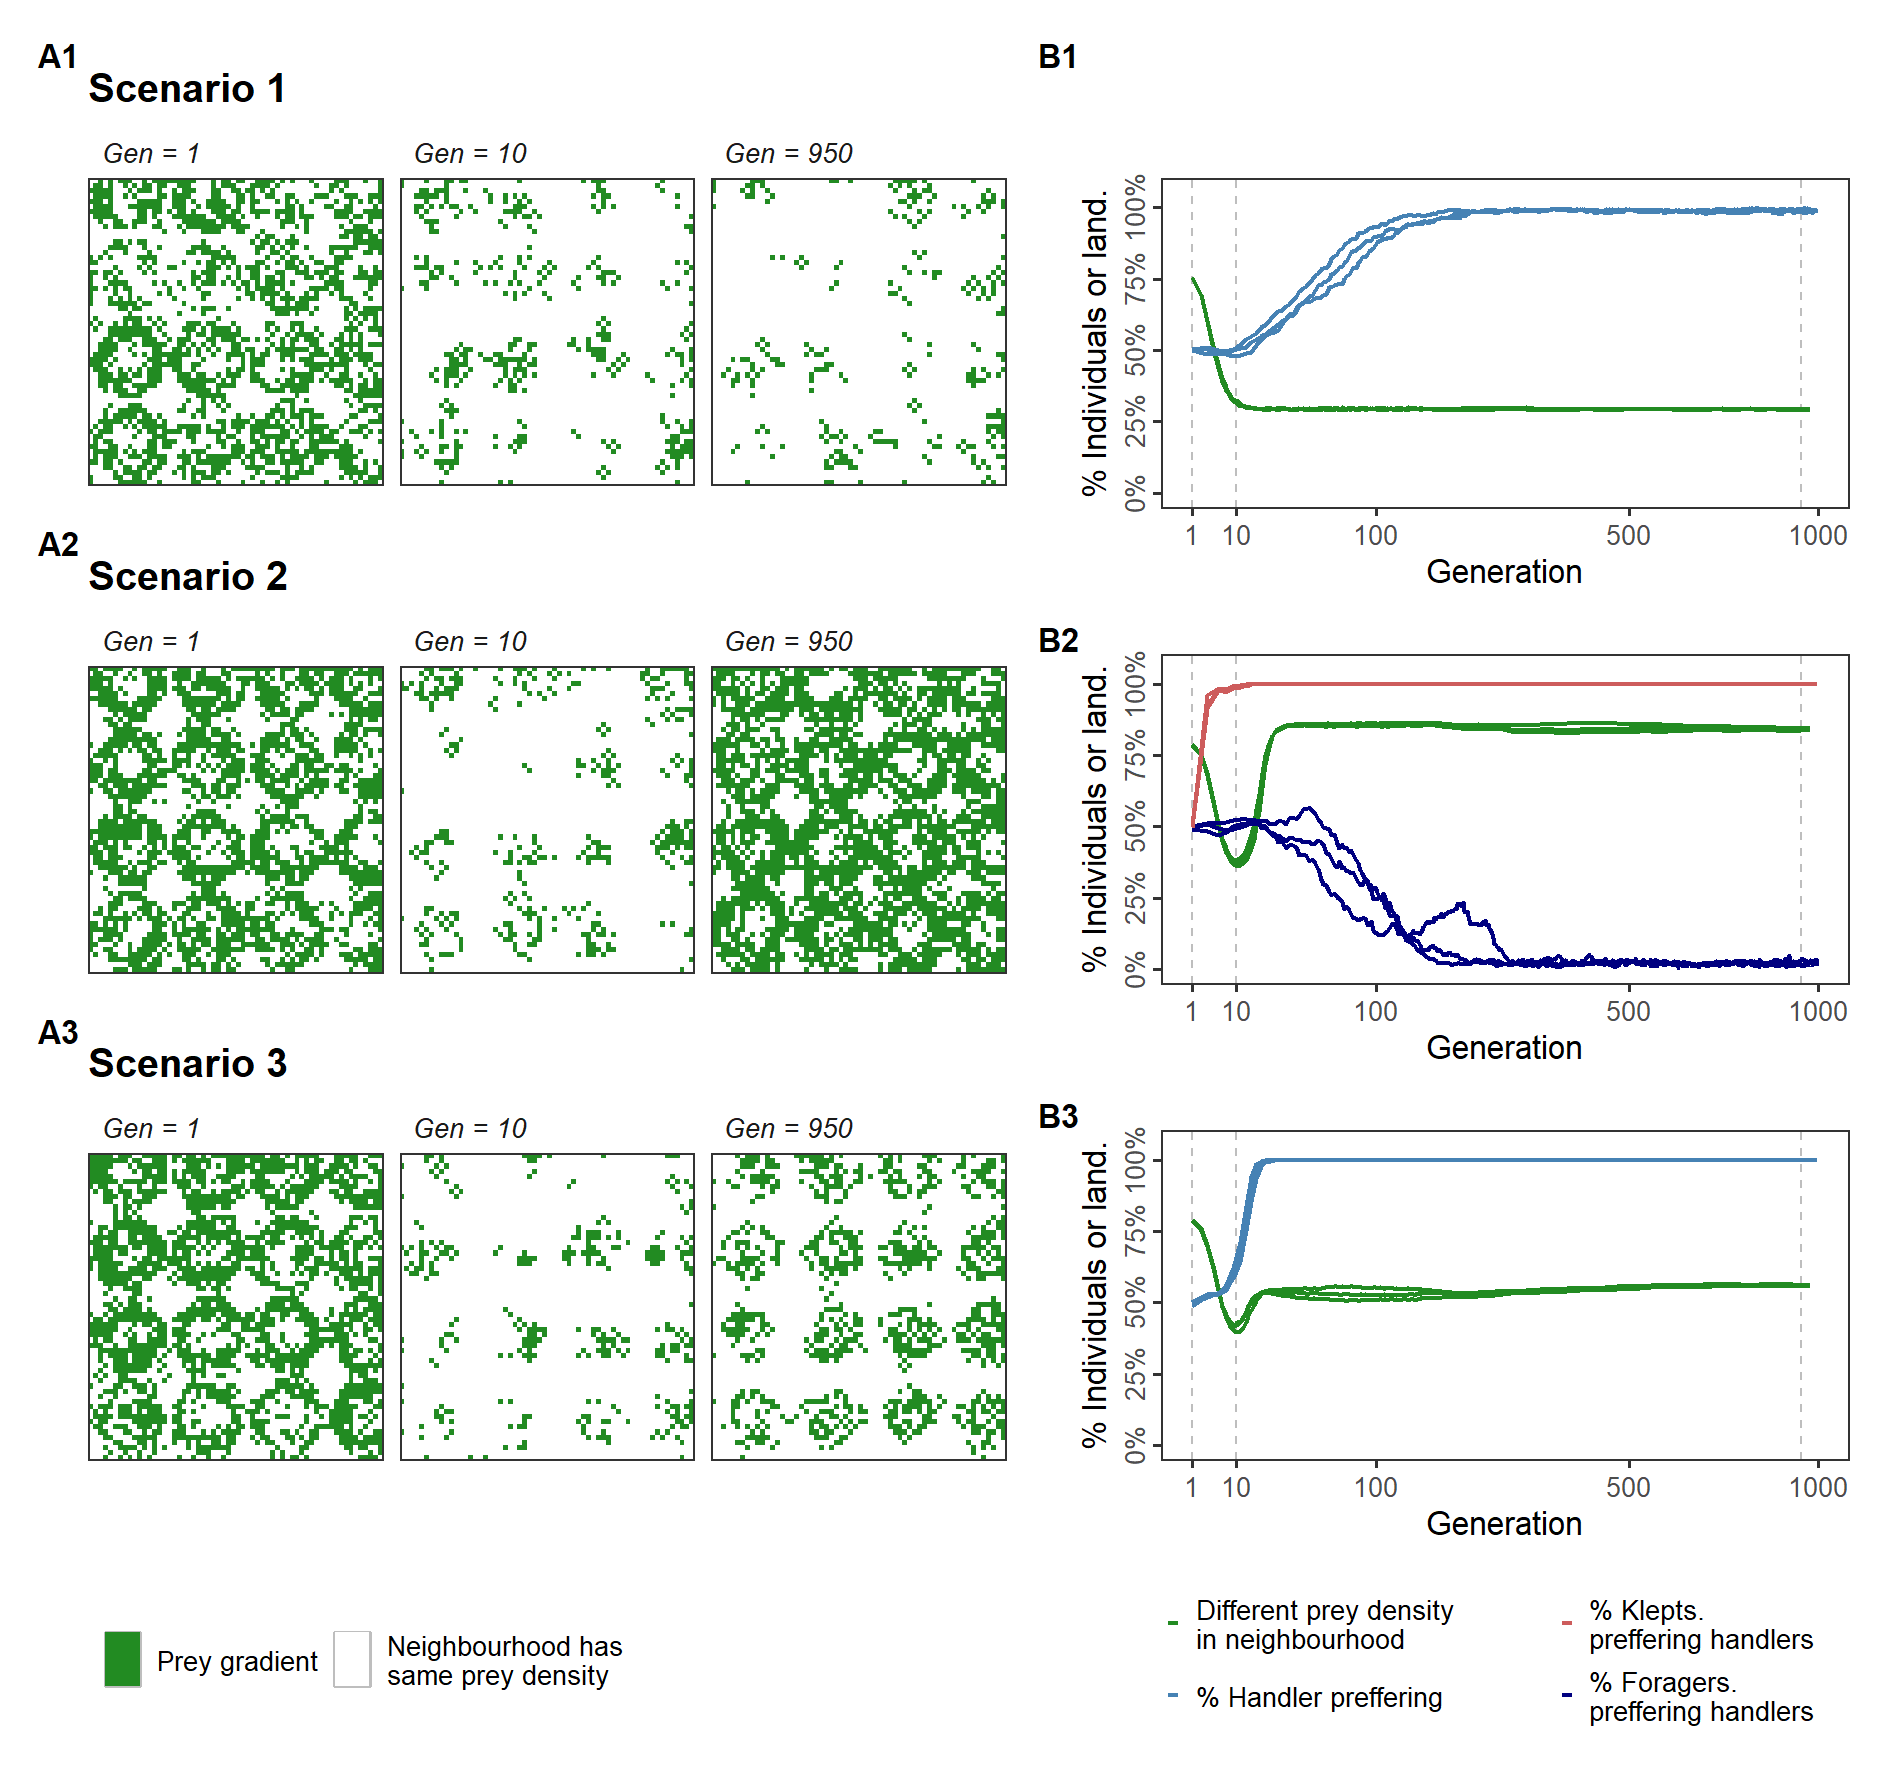 A1
Scenario 1
Gen = 1
Gen = 10
Gen = 950
B1
% Individuals or land.
0%
25%
50%
75%
100%
1
10
100
500
1000
Generation
A2
Scenario 2
Gen = 1
Gen = 10
Gen = 950
B2
% Individuals or land.
0%
25%
50%
75%
100%
1
10
100
500
1000
Generation
A3
Scenario 3
Gen = 1
Gen = 10
Gen = 950
B3
% Individuals or land.
0%
25%
50%
75%
100%
1
10
100
500
1000
Generation
Prey gradient
Neighbourhood has
same prey density
Different prey density
in neighbourhood
% Handler preffering
% Klepts.
preffering handlers
% Foragers.
preffering handlers